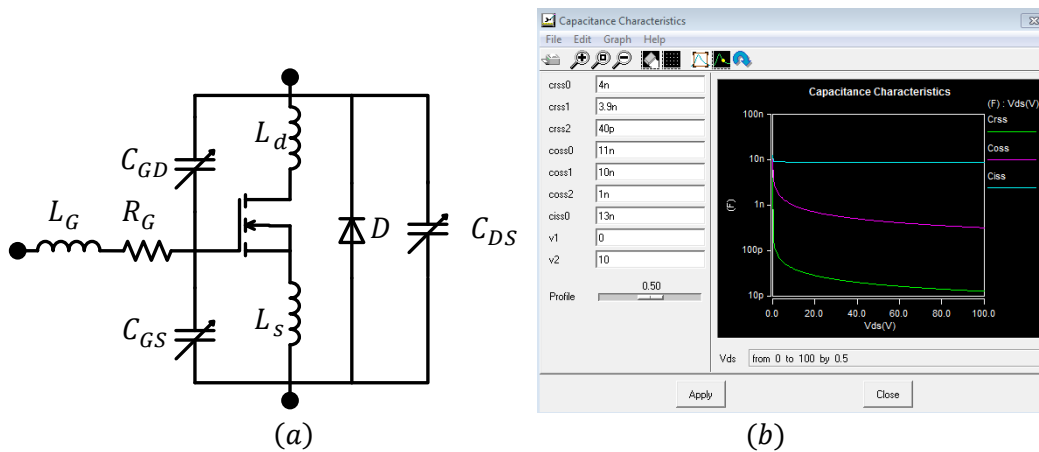 L_d
C_GD
L_G
R_G
D
C_DS
C_GS
L_s
(a)
Capacitance Characteristics
File Edit Graph Help
crss0 4n
crss1 3.9n
crss2 40p
coss0 11n
coss1 10n
coss2 1n
ciss0 13n
v1 0
v2 10
Profile 0.50
Capacitance Characteristics
(F) : Vds(V)
Crss
Coss
Ciss
100n
10n
1n
100p
10p
(F)
0.0 20.0 40.0 60.0 80.0 100.0
Vds(V)
Vds from 0 to 100 by 0.5
Apply Close
(b)